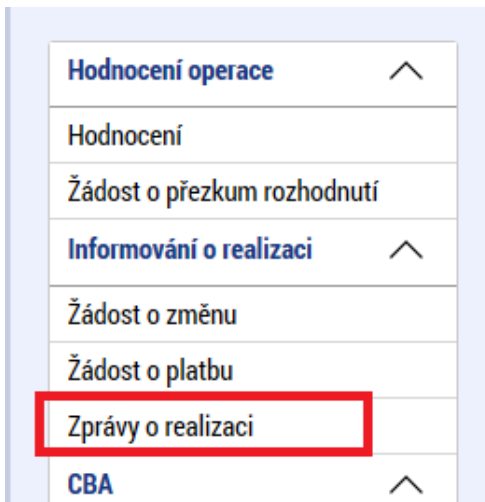 Hodnocení operace
Hodnocení
Žádost o přezkum rozhodnutí
Informování o realizaci
Žádost o změnu
Žádost o platbu
Zprávy o realizaci
CBA